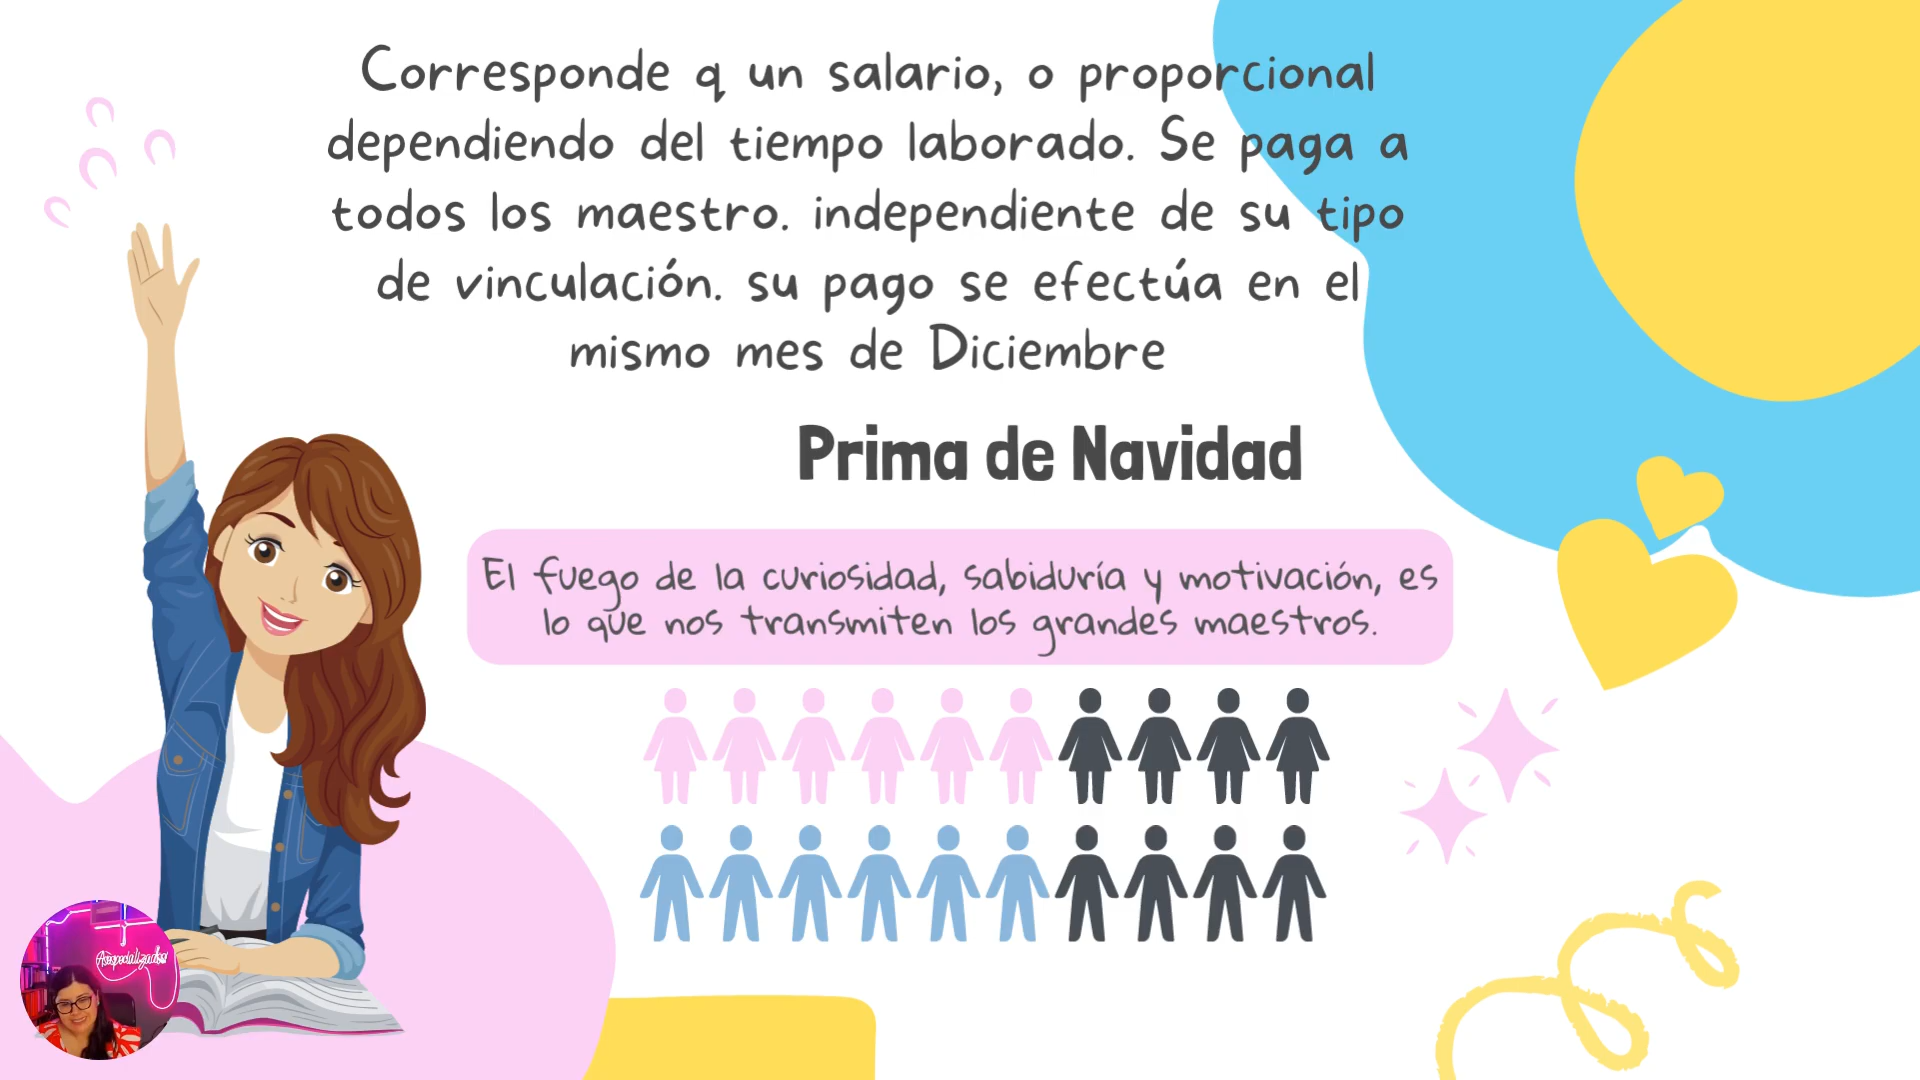 Corresponde q un salario, o proporcional
dependiendo del tiempo laborado. Se paga a
todos los maestro. independiente de su tipo
de vinculación. su pago se efectúa en el
mismo mes de Diciembre
Prima de Navidad
El fuego de la curiosidad, sabiduría y motivación, es
lo que nos transmiten los grandes maestros.